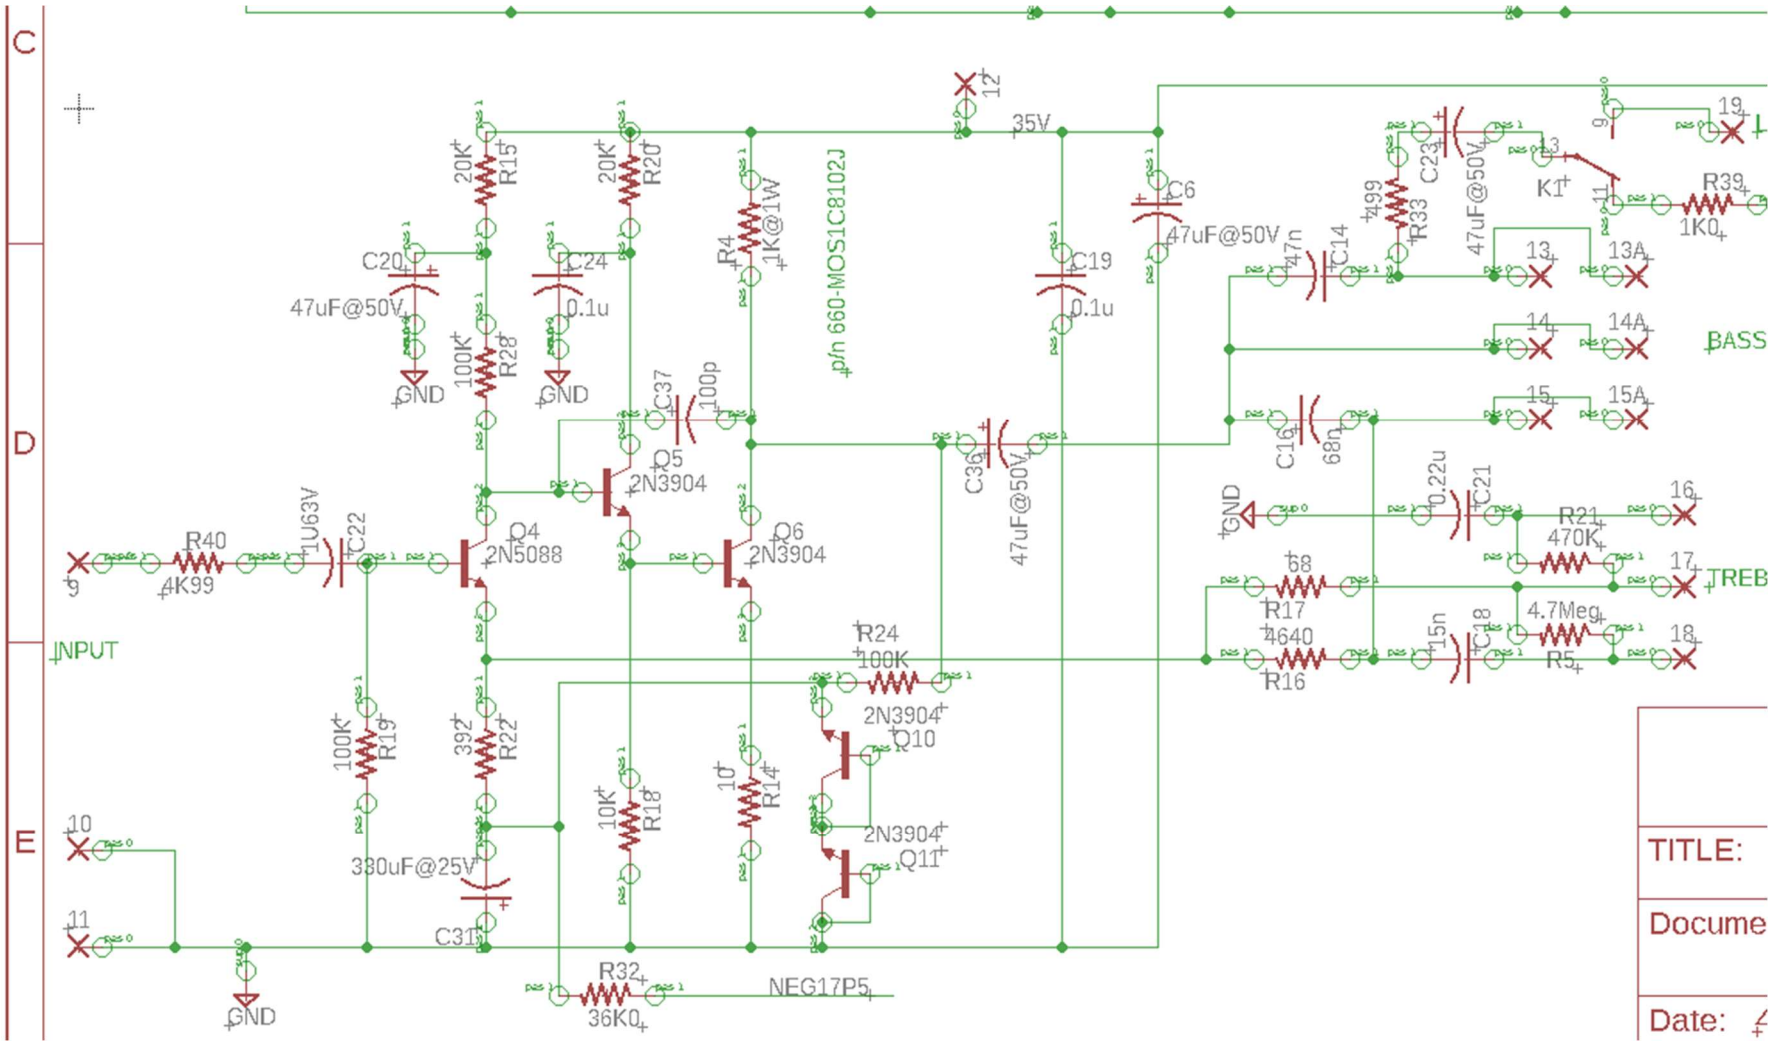 C
12
35V
9
19
20K
R15
20K
R20
R4
1K@1W
p/n 660-MOS1C8102J
C6
47uF@50V
499
R33
C23
47uF@50V
13
K1
11
R39
1K0
C20
47uF@50V
GND
C24
0.1u
GND
C19
0.1u
47n
C14
13
13A
14
14A
BASS
100K
R28
C37
100p
15
15A
C16
68n
D
Q5
2N3904
C36
47uF@50V
GND
0.22u
C21
16
R21
470K
R40
4K99
1U63V
C22
Q4
2N5088
Q6
2N3904
9
68
R17
17
TREB
4640
R16
15n
C18
4.7Meg
R5
18
INPUT
R24
100K
2N3904
Q10
100K
R19
392
R22
10K
R18
10
R14
2N3904
Q11
E
10
330uF@25V
C31
11
GND
R32
36K0
NEG17P5
TITLE:
Docume
Date: